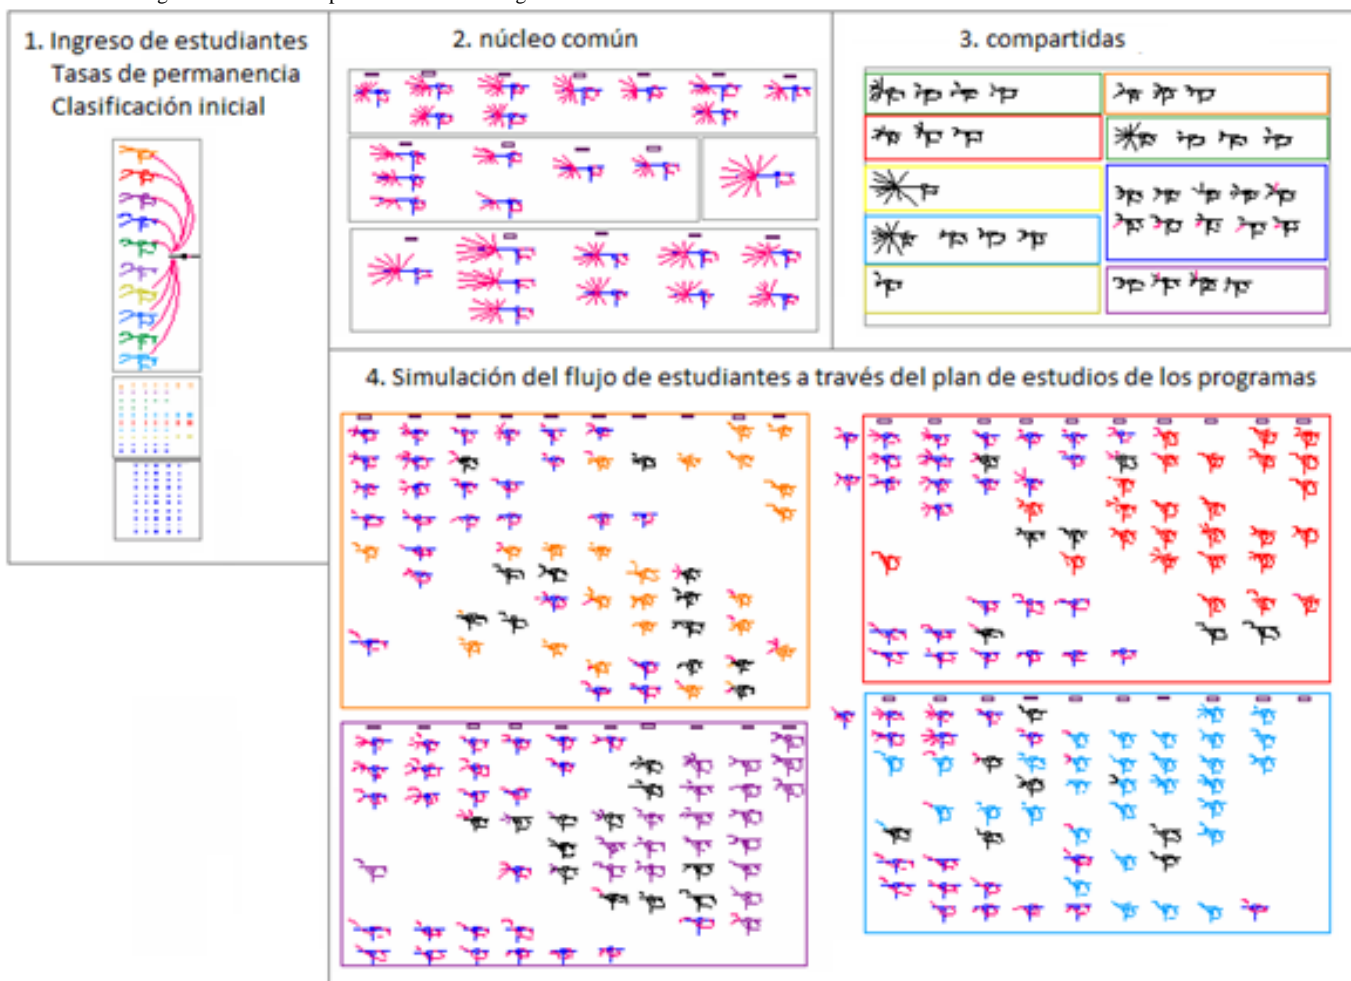 1. Ingreso de estudiantes
Tasas de permanencia
Clasificación inicial
2. núcleo común
3. compartidas
4. Simulación del flujo de estudiantes a través del plan de estudios de los programas